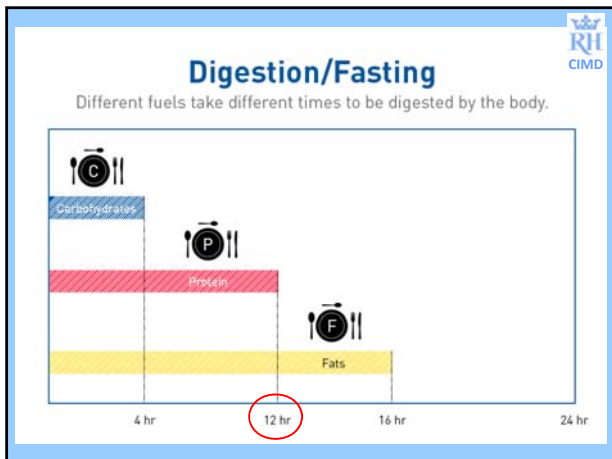 RH
CIMD
Digestion/Fasting
Different fuels take different times to be digested by the body.
C
Carbohydrates
P
Protein
F
Fats
4 hr
12 hr
16 hr
24 hr